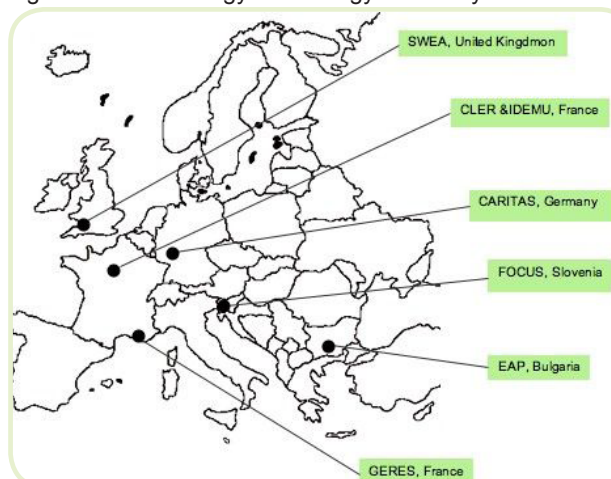 SWEA, United Kingdmon
CLER &IDEMU, France
CARITAS, Germany
FOCUS, Slovenia
EAP, Bulgaria
GERES, France